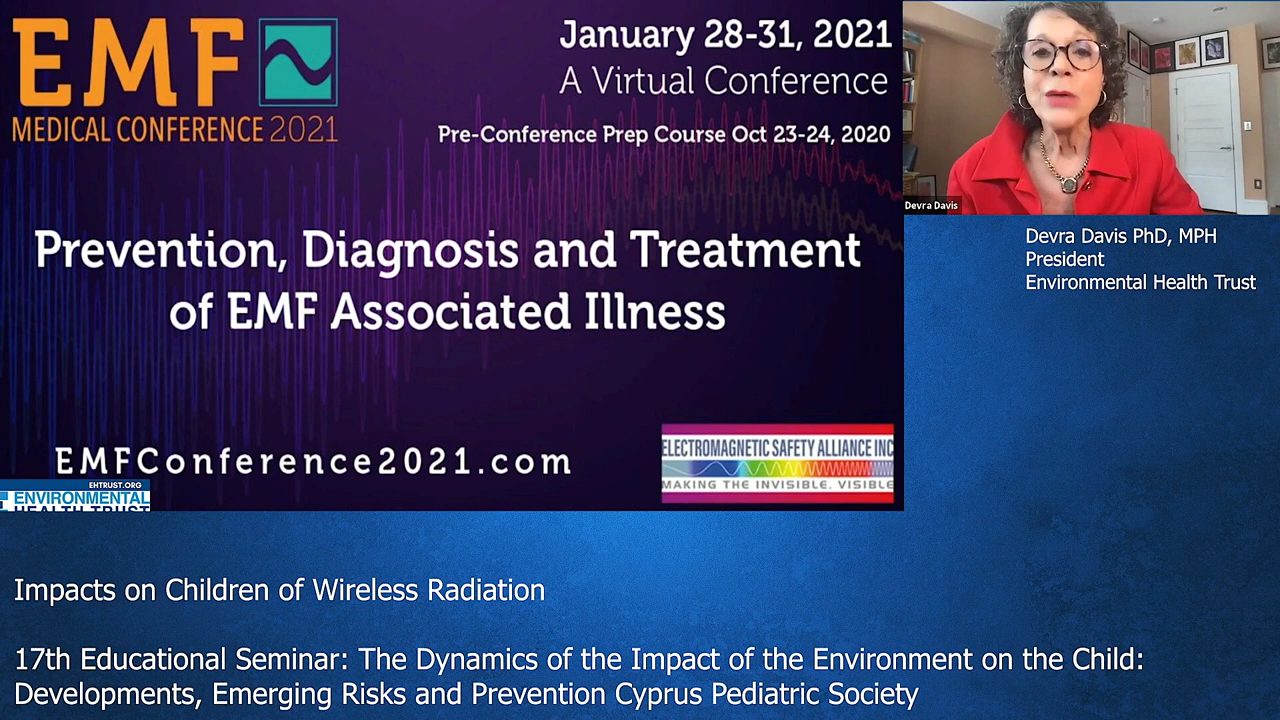 EMF
MEDICAL CONFERENCE 2021
January 28-31, 2021
A Virtual Conference
Pre-Conference Prep Course Oct 23-24, 2020
Prevention, Diagnosis and Treatment
of EMF Associated Illness
EMFConference2021.com
ELECTROMAGNETIC SAFETY ALLIANCE INC
MAKING THE INVISIBLE, VISIBLE
EHTRUST.ORG
ENVIRONMENTAL
HEALTH TRUST
Devra Davis
Devra Davis PhD, MPH
President
Environmental Health Trust
Impacts on Children of Wireless Radiation
17th Educational Seminar: The Dynamics of the Impact of the Environment on the Child:
Developments, Emerging Risks and Prevention Cyprus Pediatric Society